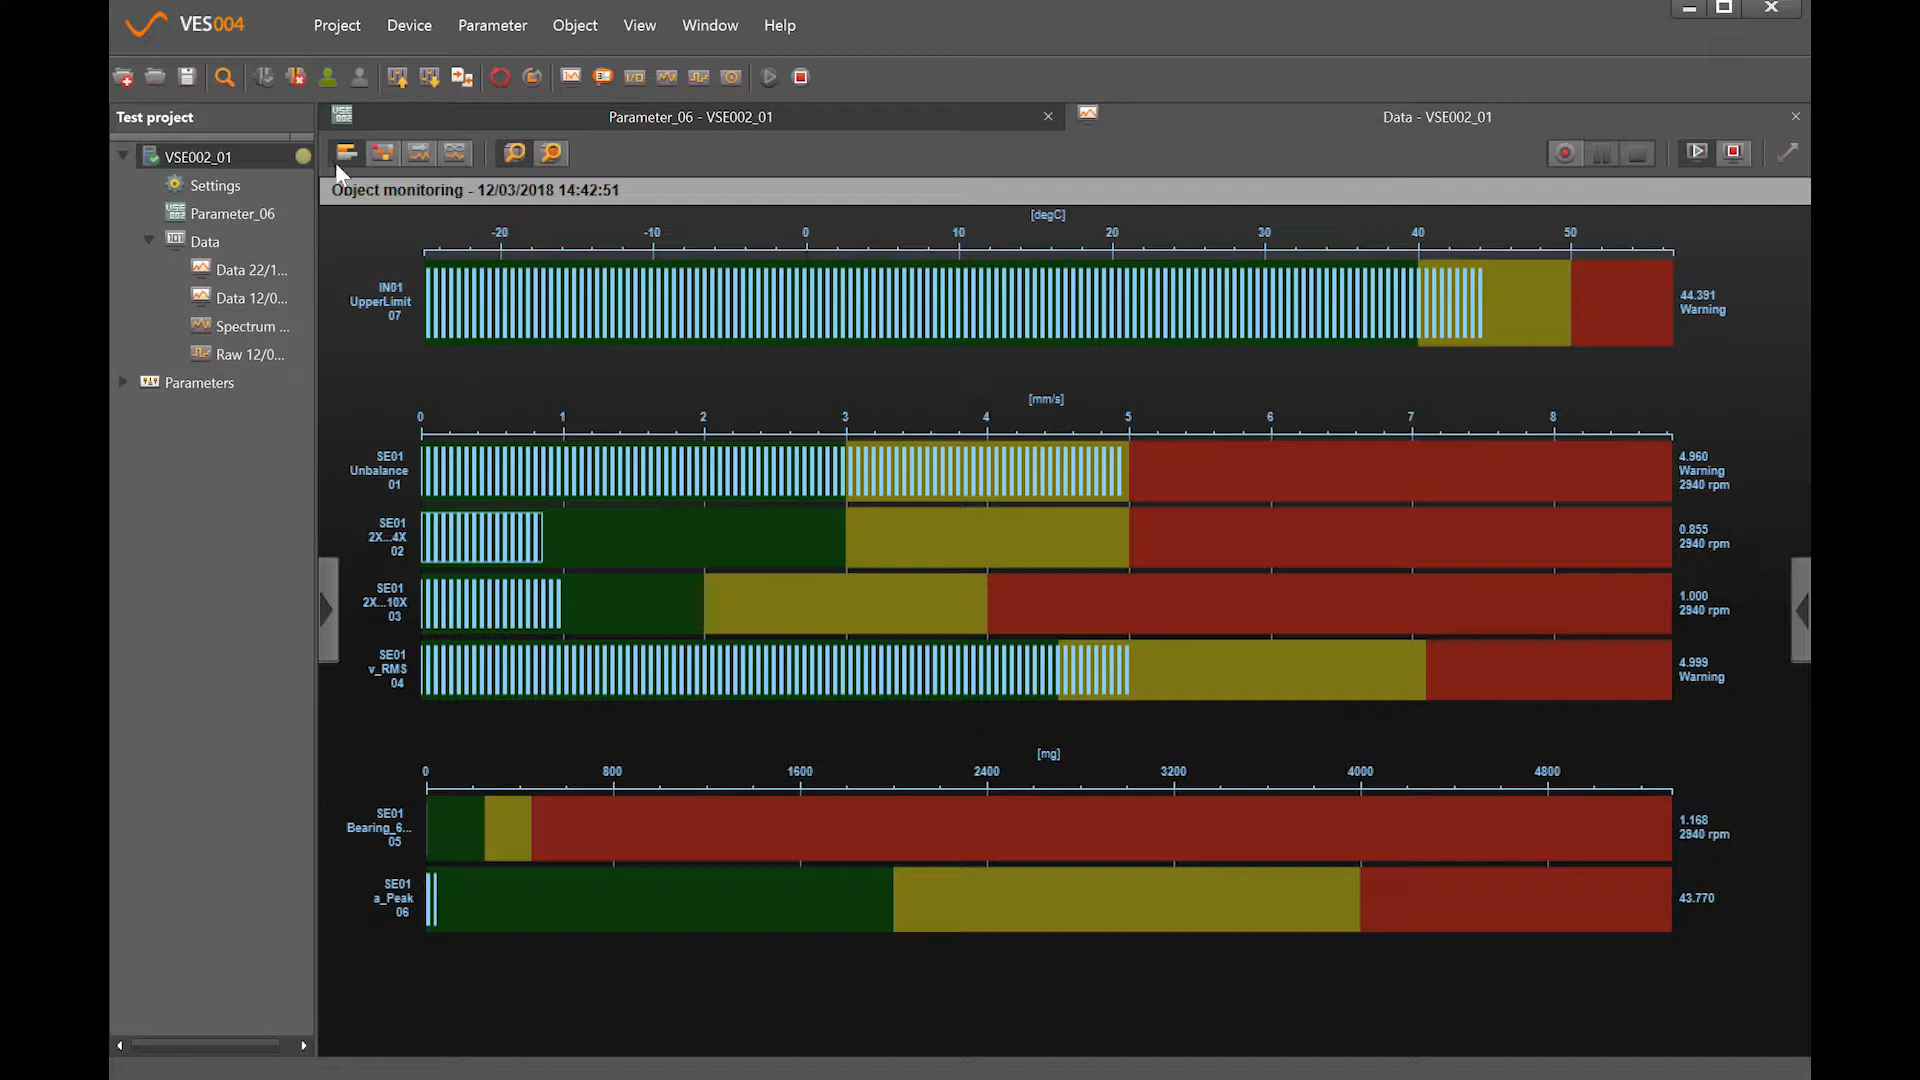 VES004
Project Device Parameter Object View Window Help
Test project
Parameter_06 - VSE002_01
Data - VSE002_01
VSE002_01
Settings
Parameter_06
Data
Data 22/1...
Data 12/0...
Spectrum ...
Raw 12/0...
Parameters
Object monitoring - 12/03/2018 14:42:51
[degC]
-20 -10 0 10 20 30 40 50
IN01
UpperLimit
07
44.391
Warning
[mm/s]
0 1 2 3 4 5 6 7 8
SE01
Unbalance
01
4.960
Warning
2940 rpm
SE01
2X...4X
02
0.855
2940 rpm
SE01
2X...10X
03
1.000
2940 rpm
SE01
v_RMS
04
4.999
Warning
[mg]
0 800 1600 2400 3200 4000 4800
SE01
Bearing_6...
05
1.168
2940 rpm
SE01
a_Peak
06
43.770